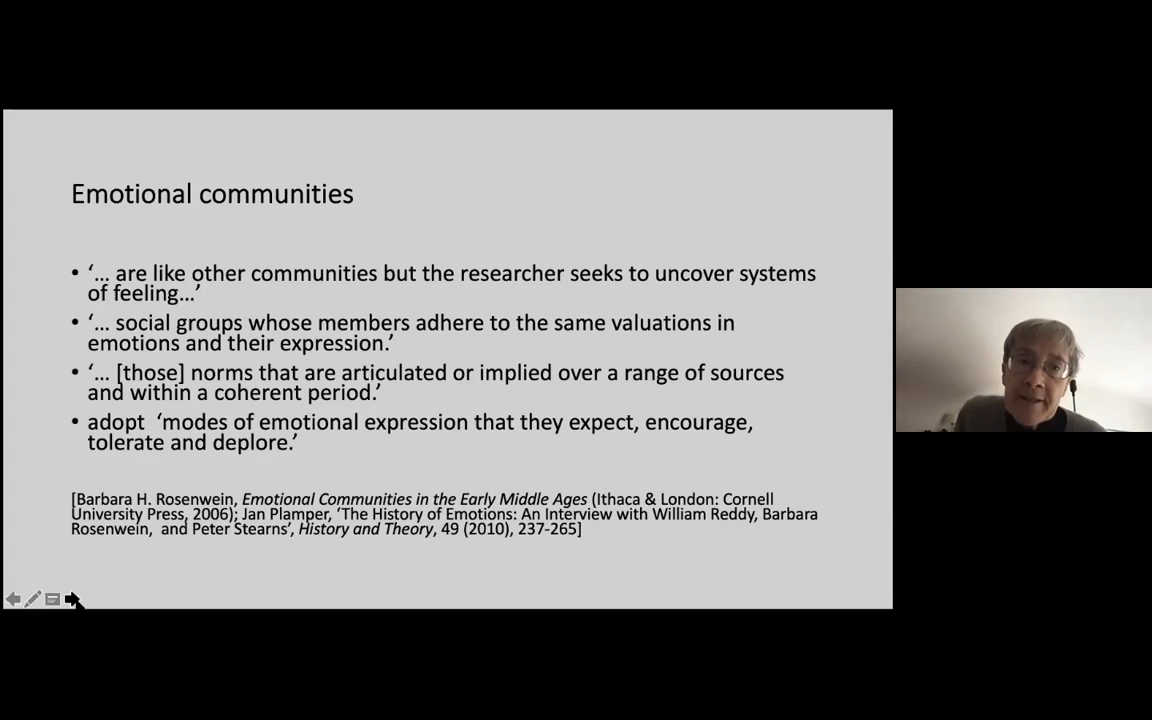 Emotional communities
• ‘… are like other communities but the researcher seeks to uncover systems
of feeling…’
• ‘… social groups whose members adhere to the same valuations in
emotions and their expression.’
• ‘… [those] norms that are articulated or implied over a range of sources
and within a coherent period.’
• adopt ‘modes of emotional expression that they expect, encourage,
tolerate and deplore.’
[Barbara H. Rosenwein, Emotional Communities in the Early Middle Ages (Ithaca & London: Cornell
University Press, 2006); Jan Plamper, ‘The History of Emotions: An Interview with William Reddy, Barbara
Rosenwein, and Peter Stearns’, History and Theory, 49 (2010), 237-265]